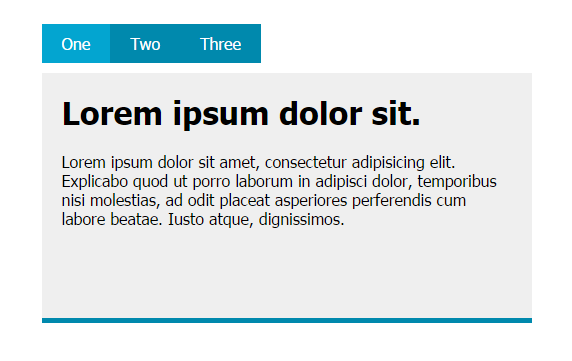 One Two Three
Lorem ipsum dolor sit.
Lorem ipsum dolor sit amet, consectetur adipisicing elit.
Explicabo quod ut porro laborum in adipisci dolor, temporibus
nisi molestias, ad odit placeat asperiores perferendis cum
labore beatae. Iusto atque, dignissimos.